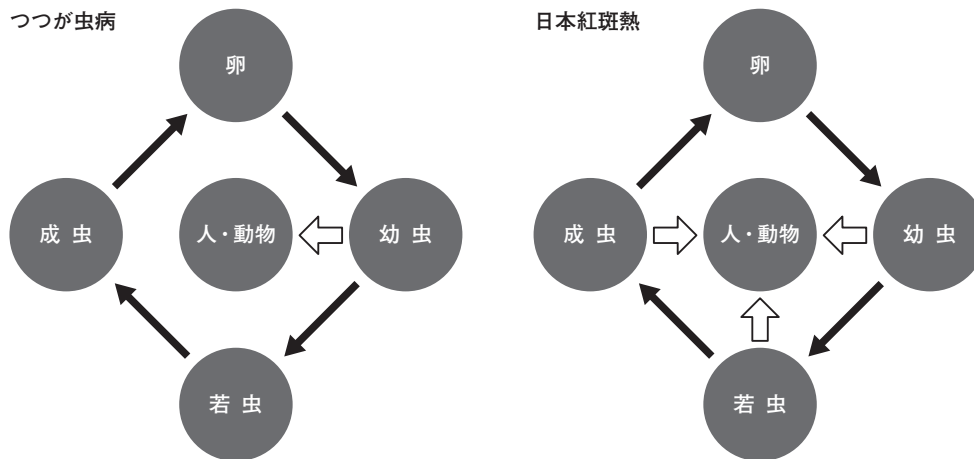 つつが虫病
卵
成 虫
人・動物
幼 虫
若 虫
日本紅斑熱
卵
成 虫
人・動物
幼 虫
若 虫